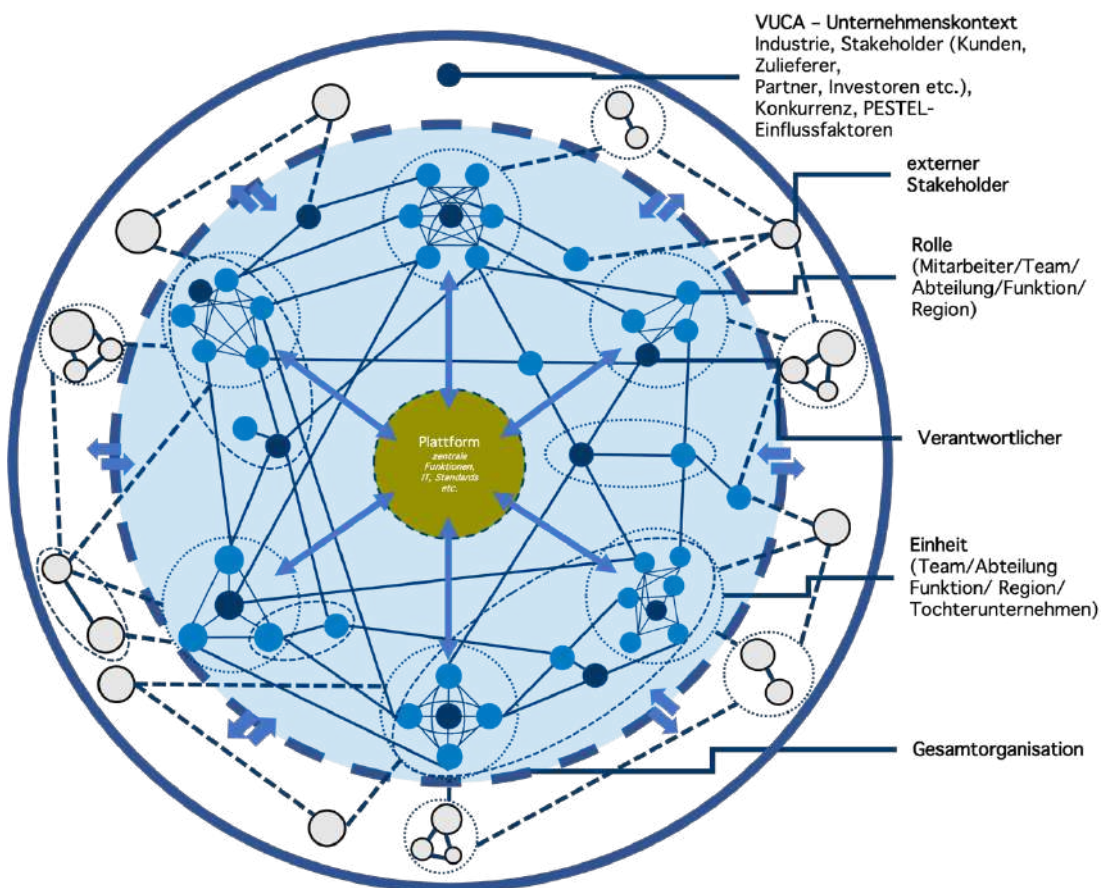 VUCA – Unternehmenskontext
Industrie, Stakeholder (Kunden,
Zulieferer,
Partner, Investoren etc.),
Konkurrenz, PESTEL-
Einflussfaktoren
externer
Stakeholder
Rolle
(Mitarbeiter/Team/
Abteilung/Funktion/
Region)
Plattform
zentrale
Funktionen,
IT, Standards
etc.
Verantwortlicher
Einheit
(Team/Abteilung
Funktion/ Region/
Tochterunternehmen)
Gesamtorganisation